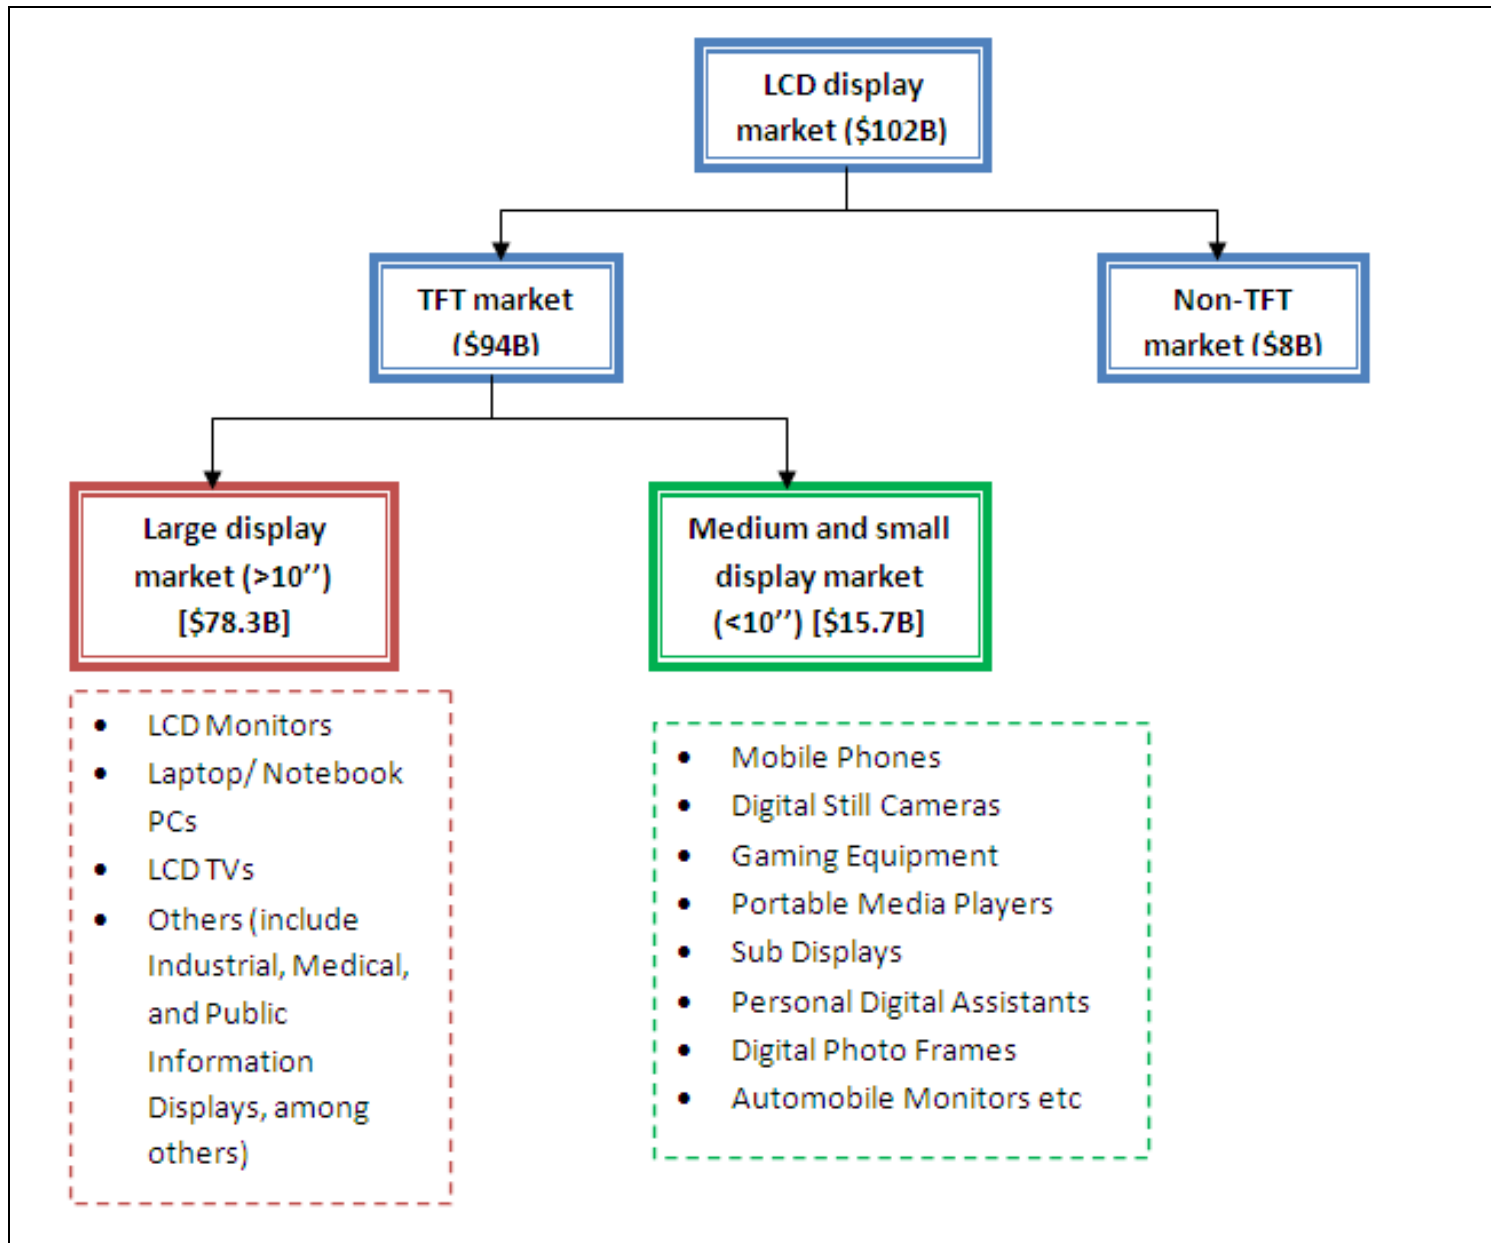 LCD display
market ($102B)
TFT market
($94B)
Non-TFT
market ($8B)
Large display
market (>10’’)
[$78.3B]
Medium and small
display market
(<10’’) [$15.7B]
• LCD Monitors
• Laptop/ Notebook
PCs
• LCD TVs
• Others (include
Industrial, Medical,
and Public
Information
Displays, among
others)
• Mobile Phones
• Digital Still Cameras
• Gaming Equipment
• Portable Media Players
• Sub Displays
• Personal Digital Assistants
• Digital Photo Frames
• Automobile Monitors etc